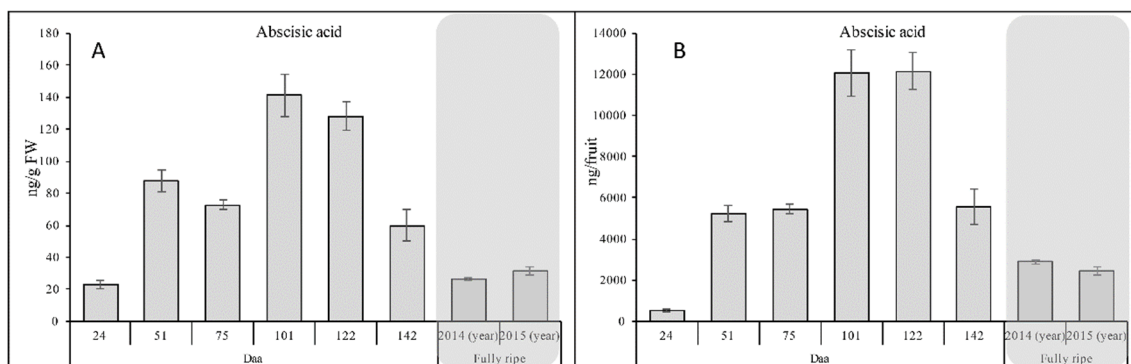 A
Abscisic acid
ng/g FW
180
160
140
120
100
80
60
40
20
0
24 51 75 101 122 142 2014 (year) 2015 (year)
Daa Fully ripe
B
Abscisic acid
ng/fruit
14000
12000
10000
8000
6000
4000
2000
0
24 51 75 101 122 142 2014 (year) 2015 (year)
Daa Fully ripe